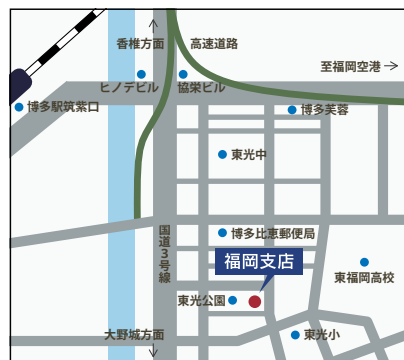 香椎方面
高速道路
至福岡空港
ヒノデビル
協栄ビル
博多駅筑紫口
博多芙蓉
東光中
国道3号線
博多比恵郵便局
福岡支店
東福岡高校
東光公園
大野城方面
東光小